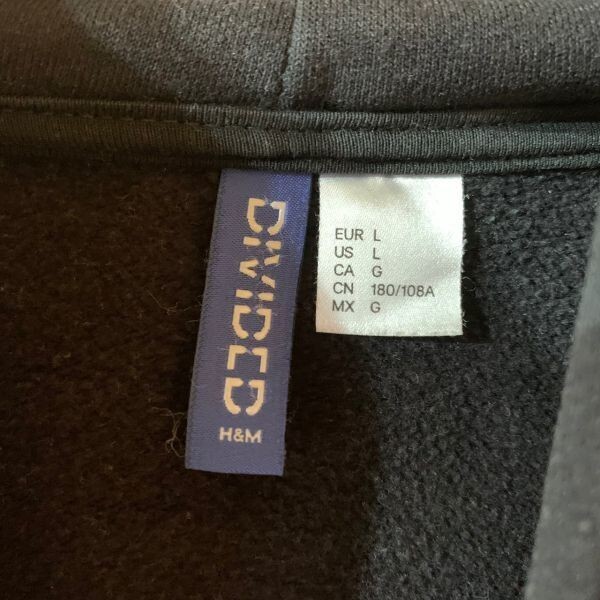 DIVIDED
H&M
EUR L
US L
CA G
CN 180/108A
MX G